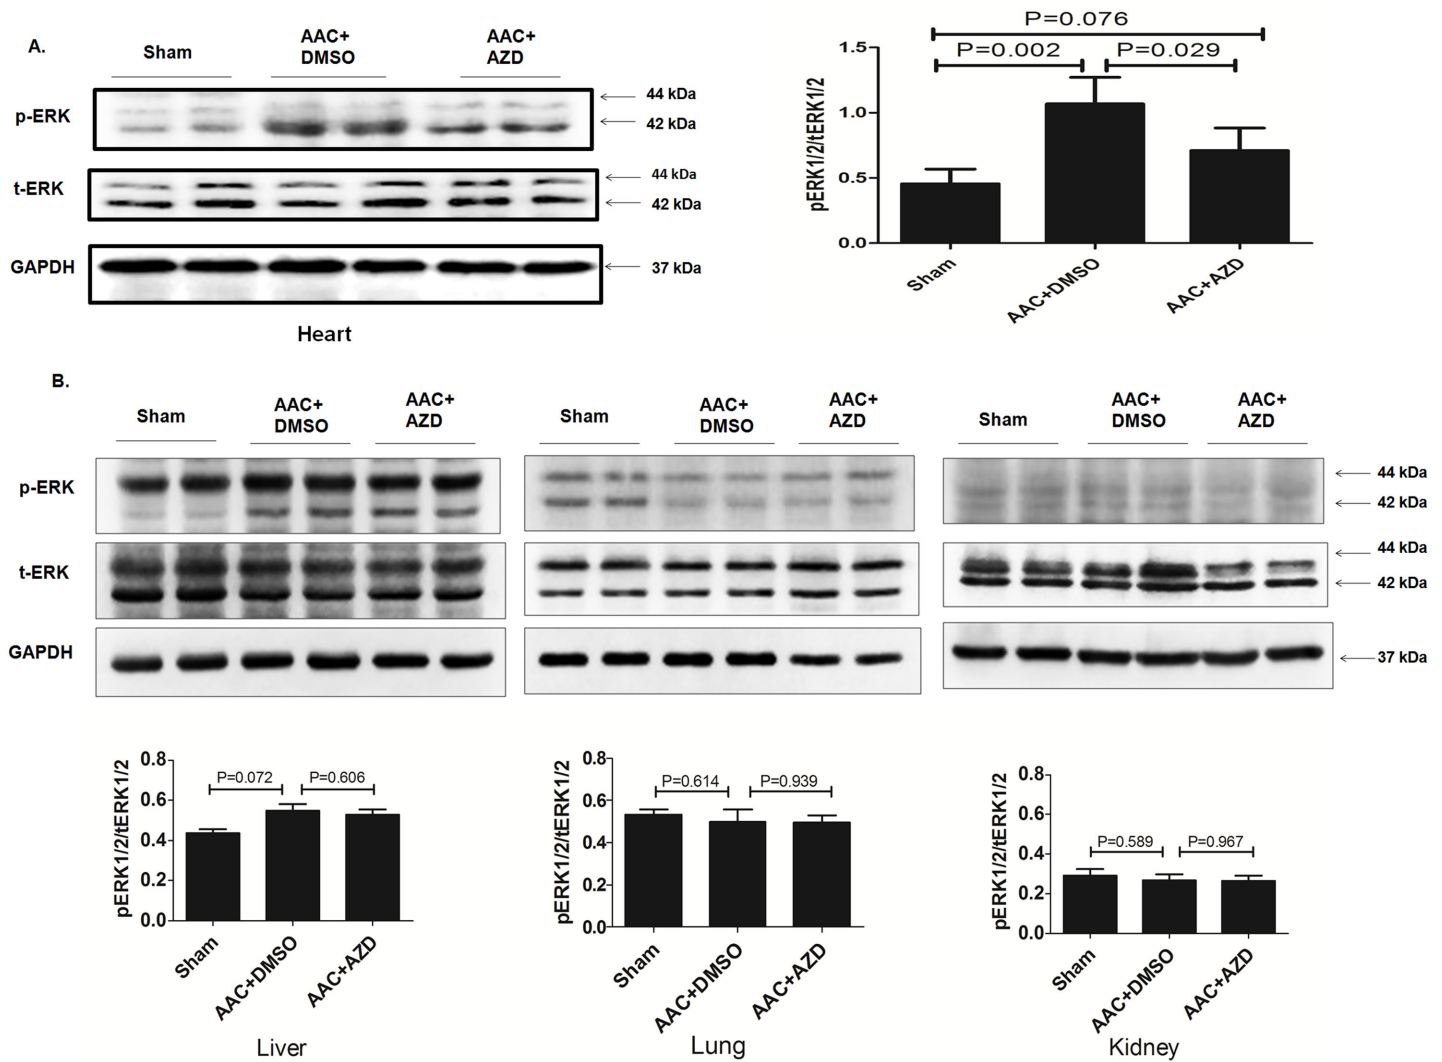 A.
Sham
AAC+
DMSO
AAC+
AZD
p-ERK
44 kDa
42 kDa
t-ERK
44 kDa
42 kDa
GAPDH
37 kDa
Heart
P=0.076
P=0.002
P=0.029
pERK1/2/tERK1/2
1.5
1.0
0.5
0.0
Sham
AAC+DMSO
AAC+AZD
B.
Sham
AAC+
DMSO
AAC+
AZD
Sham
AAC+
DMSO
AAC+
AZD
Sham
AAC+
DMSO
AAC+
AZD
p-ERK
44 kDa
42 kDa
t-ERK
44 kDa
42 kDa
GAPDH
37 kDa
pERK1/2/tERK1/2
0.8
0.6
0.4
0.2
0.0
P=0.072
P=0.606
Sham
AAC+DMSO
AAC+AZD
Liver
pERK1/2/tERK1/2
0.8
0.6
0.4
0.2
0.0
P=0.614
P=0.939
Sham
AAC+DMSO
AAC+AZD
Lung
pERK1/2/tERK1/2
0.8
0.6
0.4
0.2
0.0
P=0.589
P=0.967
Sham
AAC+DMSO
AAC+AZD
Kidney